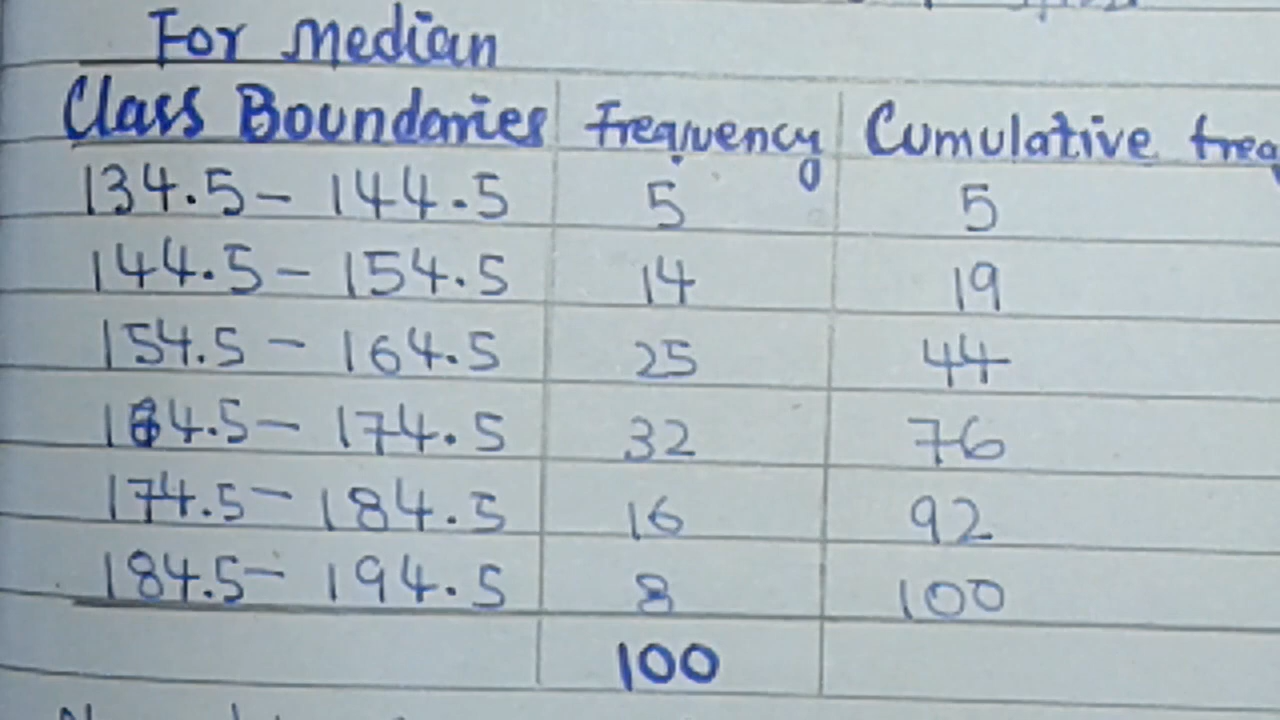 For Median
Class Boundaries Frequency Cumulative freq
134.5 - 144.5 5 5
144.5 - 154.5 14 19
154.5 - 164.5 25 44
164.5 - 174.5 32 76
174.5 - 184.5 16 92
184.5 - 194.5 8 100
100